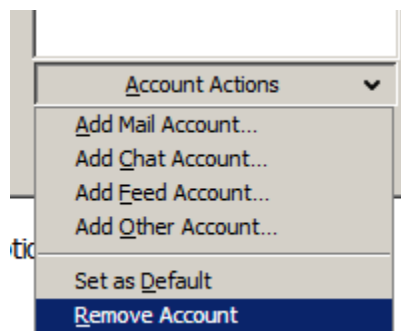 Account Actions
Add Mail Account...
Add Chat Account...
Add Feed Account...
Add Other Account...
Set as Default
Remove Account